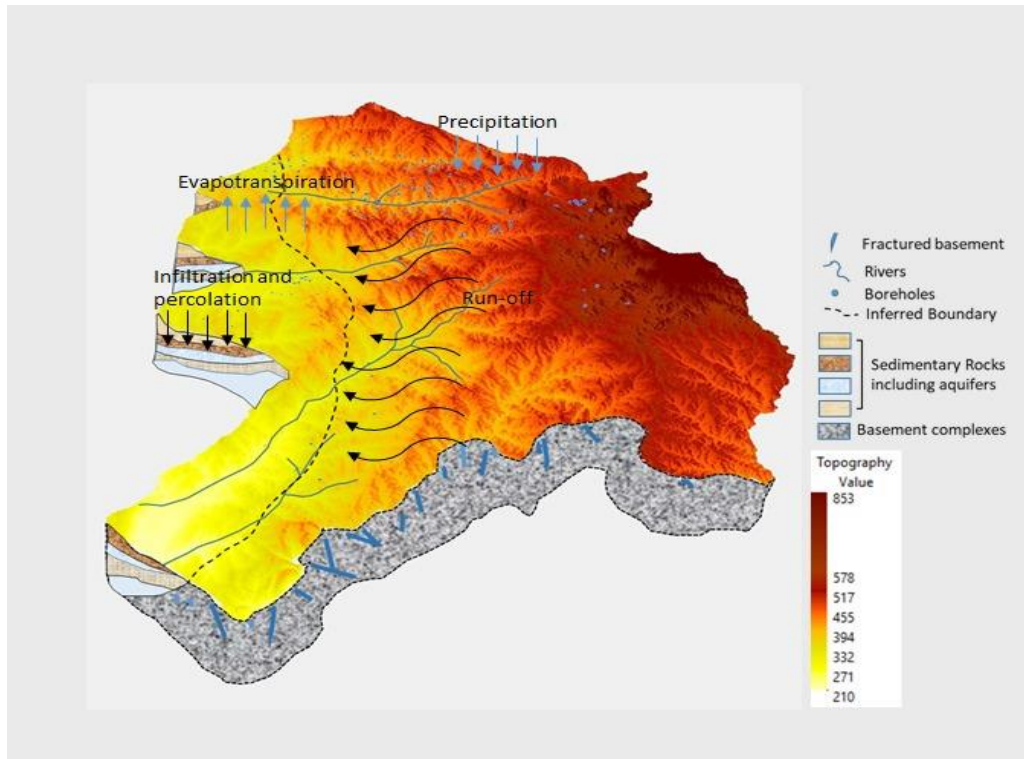 Precipitation
Evapotranspiration
Infiltration and
percolation
Run-off
Fractured basement
Rivers
Boreholes
Inferred Boundary
Sedimentary Rocks
including aquifers
Basement complexes
Topography
Value
853
578
517
455
394
332
271
210